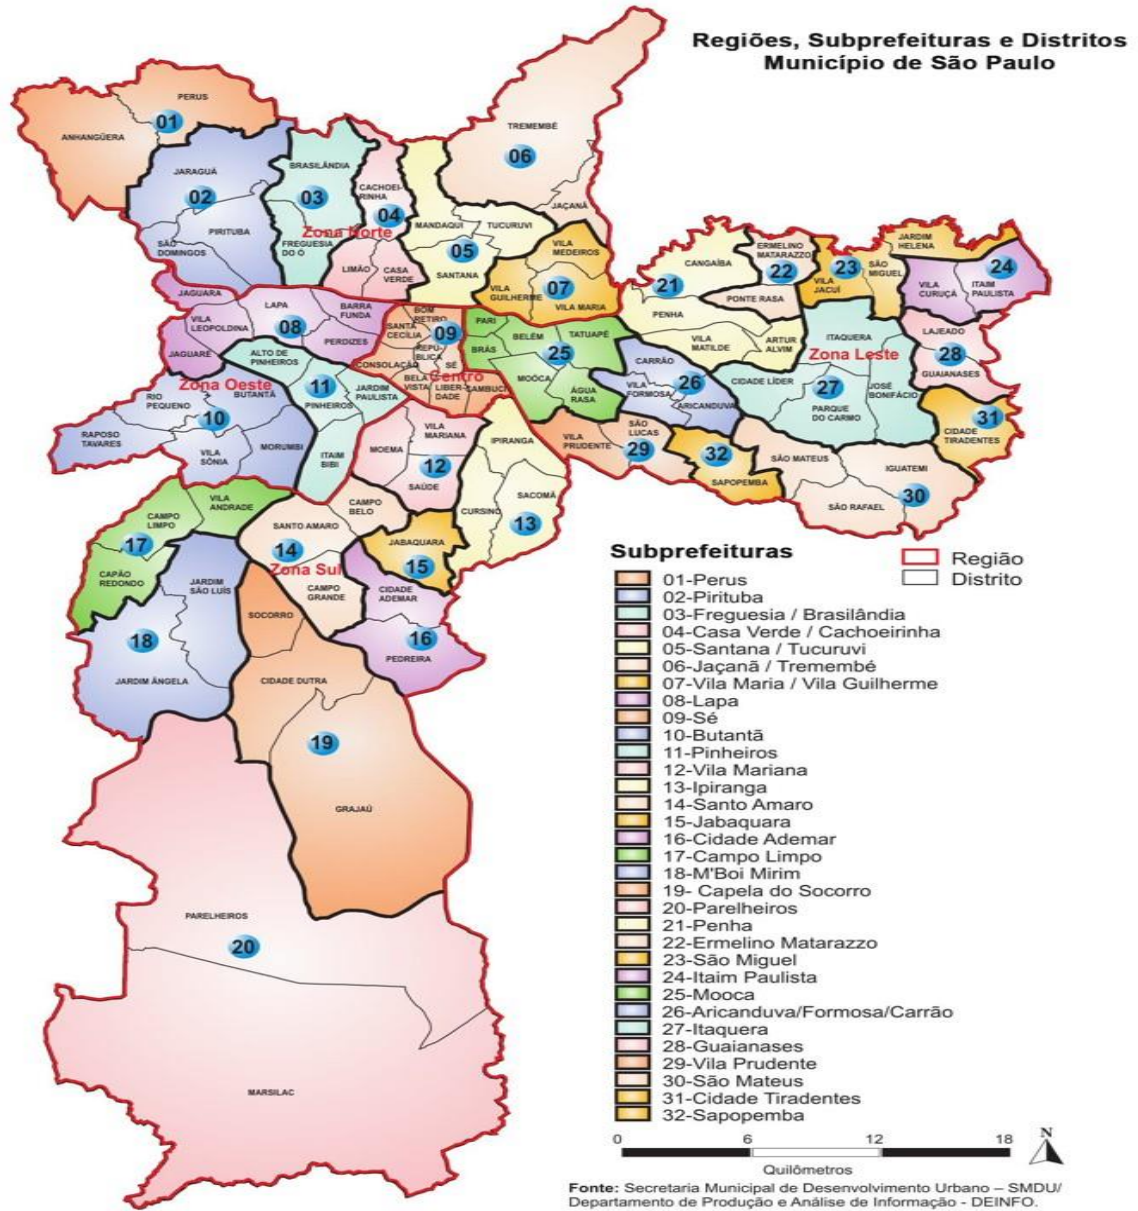 Regiões, Subprefeituras e Distritos
Município de São Paulo
PERUS
01
ANHANGÜERA
TREMEMBÉ
06
JAÇANÃ
JARAGUÁ
02
PIRITUBA
SÃO
DOMINGOS
BRASILÂNDIA
03
FREGUESIA
DO Ó
Zona Norte
CACHOEI-
RINHA
04
LIMÃO
CASA
VERDE
MANDAQUI
TUCURUVI
05
SANTANA
VILA
MEDEIROS
VILA
GUILHERME
07
VILA MARIA
CANGAÍBA
21
ERMELINO
MATARAZZO
22
PONTE RASA
PENHA
VILA
MATILDE
ARTUR
ALVIM
JARDIM
HELENA
23
SÃO
MIGUEL
VILA
JACUÍ
24
VILA
CURUÇÁ
ITAIM
PAULISTA
JAGUARA
LAPA
VILA
LEOPOLDINA
08
BARRA
FUNDA
PERDIZES
JAGUARÉ
BOM
RETIRO
SANTA
CECÍLIA
09
REPÚ-
BLICA
SÉ
CONSOLAÇÃO
Centro
BELA
VISTA
LIBER-
DADE
CAMBUCI
PARI
BRÁS
BELÉM
TATUAPÉ
25
MOÓCA
ÁGUA
RASA
CARRÃO
VILA
FORMOSA
26
ARICANDUVA
ITAQUERA
Zona Leste
CIDADE LÍDER
27
JOSÉ
BONIFÁCIO
PARQUE
DO CARMO
LAJEADO
28
GUAIANASES
31
CIDADE
TIRADENTES
ALTO DE
PINHEIROS
11
PINHEIROS
JARDIM
PAULISTA
ITAIM
BIBI
Zona Oeste
BUTANTÃ
RIO
PEQUENO
10
RAPOSO
TAVARES
VILA
SÔNIA
MORUMBI
MOEMA
VILA
MARIANA
12
SAÚDE
IPIRANGA
SACOMÃ
CURSINO
13
VILA
PRUDENTE
SÃO
LUCAS
29
32
SAPOPEMBA
SÃO MATEUS
IGUATEMI
SÃO RAFAEL
30
CAMPO
LIMPO
VILA
ANDRADE
17
CAPÃO
REDONDO
SANTO AMARO
CAMPO
BELO
14
Zona Sul
CAMPO
GRANDE
JABAQUARA
15
CIDADE
ADEMAR
16
PEDREIRA
JARDIM
SÃO LUÍS
18
JARDIM ÂNGELA
SOCORRO
CIDADE DUTRA
19
GRAJAÚ
PARELHEIROS
20
MARSILAC
Subprefeituras
Região
Distrito
01-Perus
02-Pirituba
03-Freguesia / Brasilândia
04-Casa Verde / Cachoeirinha
05-Santana / Tucuruvi
06-Jaçanã / Tremembé
07-Vila Maria / Vila Guilherme
08-Lapa
09-Sé
10-Butantã
11-Pinheiros
12-Vila Mariana
13-Ipiranga
14-Santo Amaro
15-Jabaquara
16-Cidade Ademar
17-Campo Limpo
18-M'Boi Mirim
19- Capela do Socorro
20-Parelheiros
21-Penha
22-Ermelino Matarazzo
23-São Miguel
24-Itaim Paulista
25-Mooca
26-Aricanduva/Formosa/Carrão
27-Itaquera
28-Guaianases
29-Vila Prudente
30-São Mateus
31-Cidade Tiradentes
32-Sapopemba
0 6 12 18
N
Quilômetros
Fonte: Secretaria Municipal de Desenvolvimento Urbano – SMDU/
Departamento de Produção e Análise de Informação - DEINFO.